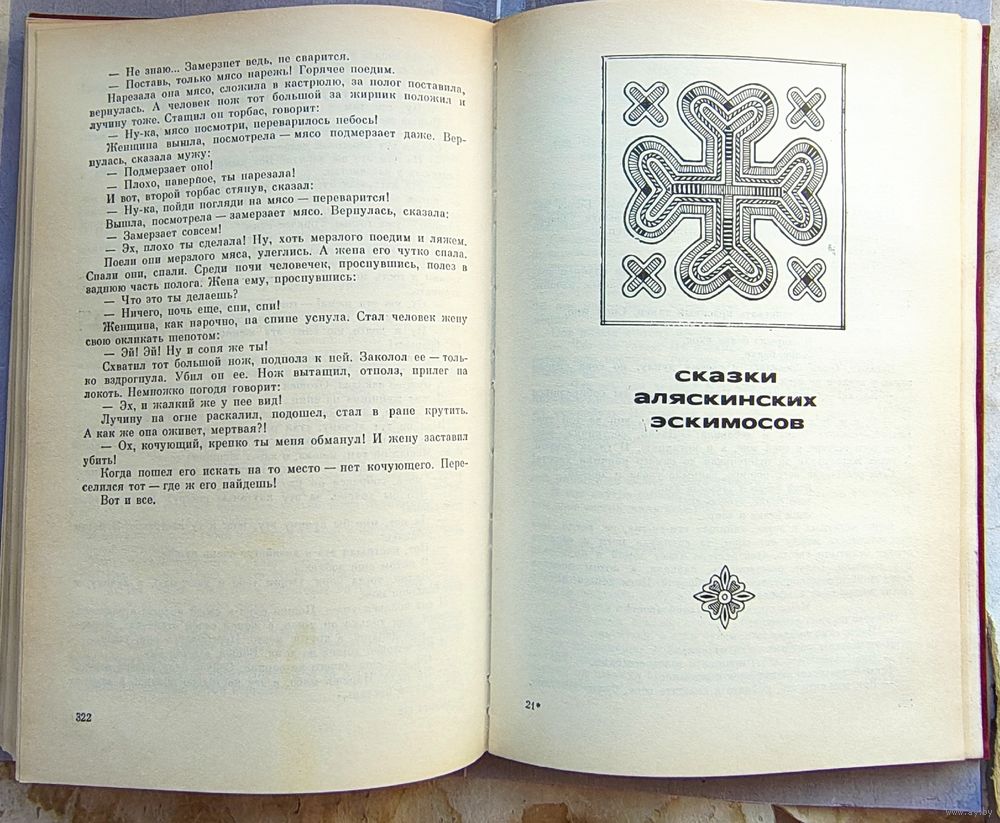 — Не знаю... Замерзнет ведь, не сварится.
— Поставь, только мясо нарежь! Горячее поедим.
Нарезала она мясо, сложила в кастрюлю, за полог поставила,
вернулась. А человек нож тот большой за жирник положил и
лучину тоже. Стащил он торбас, говорит:
— Ну-ка, мясо посмотри, переварилось небось!
Женщина вышла, посмотрела — мясо подмерзает даже. Вер-
нулась, сказала мужу:
— Подмерзает оно!
— Плохо, наверное, ты нарезала!
И вот, второй торбас стянув, сказал:
— Ну-ка, пойди погляди на мясо — переварится!
Вышла, посмотрела — замерзает мясо. Вернулась, сказала:
— Замерзает совсем!
— Эх, плохо ты сделала! Ну, хоть мерзлого поедим и ляжем.
Поели они мерзлого мяса, улеглись. А жена его чутко спала.
Спали они, спали. Среди ночи человечек, проснувшись, полез в
заднюю часть полога. Жена ему, проснувшись:
— Что это ты делаешь?
— Ничего, ночь еще, спи, спи!
Женщина, как нарочно, на спине уснула. Стал человек жену
свою окликать шепотом:
— Эй! Эй! Ну и соня же ты!
Схватил тот большой нож, подполз к ней. Заколол ее — толь-
ко вздрогнула. Убил он ее. Нож вытащил, отполз, прилег на
локоть. Немножко погодя говорит:
— Эх, и жалкий же у нее вид!
Лучину на огне раскалил, подошел, стал в ране крутить.
А как же она оживет, мертвая?!
— Ох, кочующий, крепко ты меня обманул! И жену заставил
убить!
Когда пошел его искать на то место — нет кочующего. Пере-
селился тот — где ж его найдешь!
Вот и все.
322
сказки
аляскинских
эскимосов
21*
www.ay.by